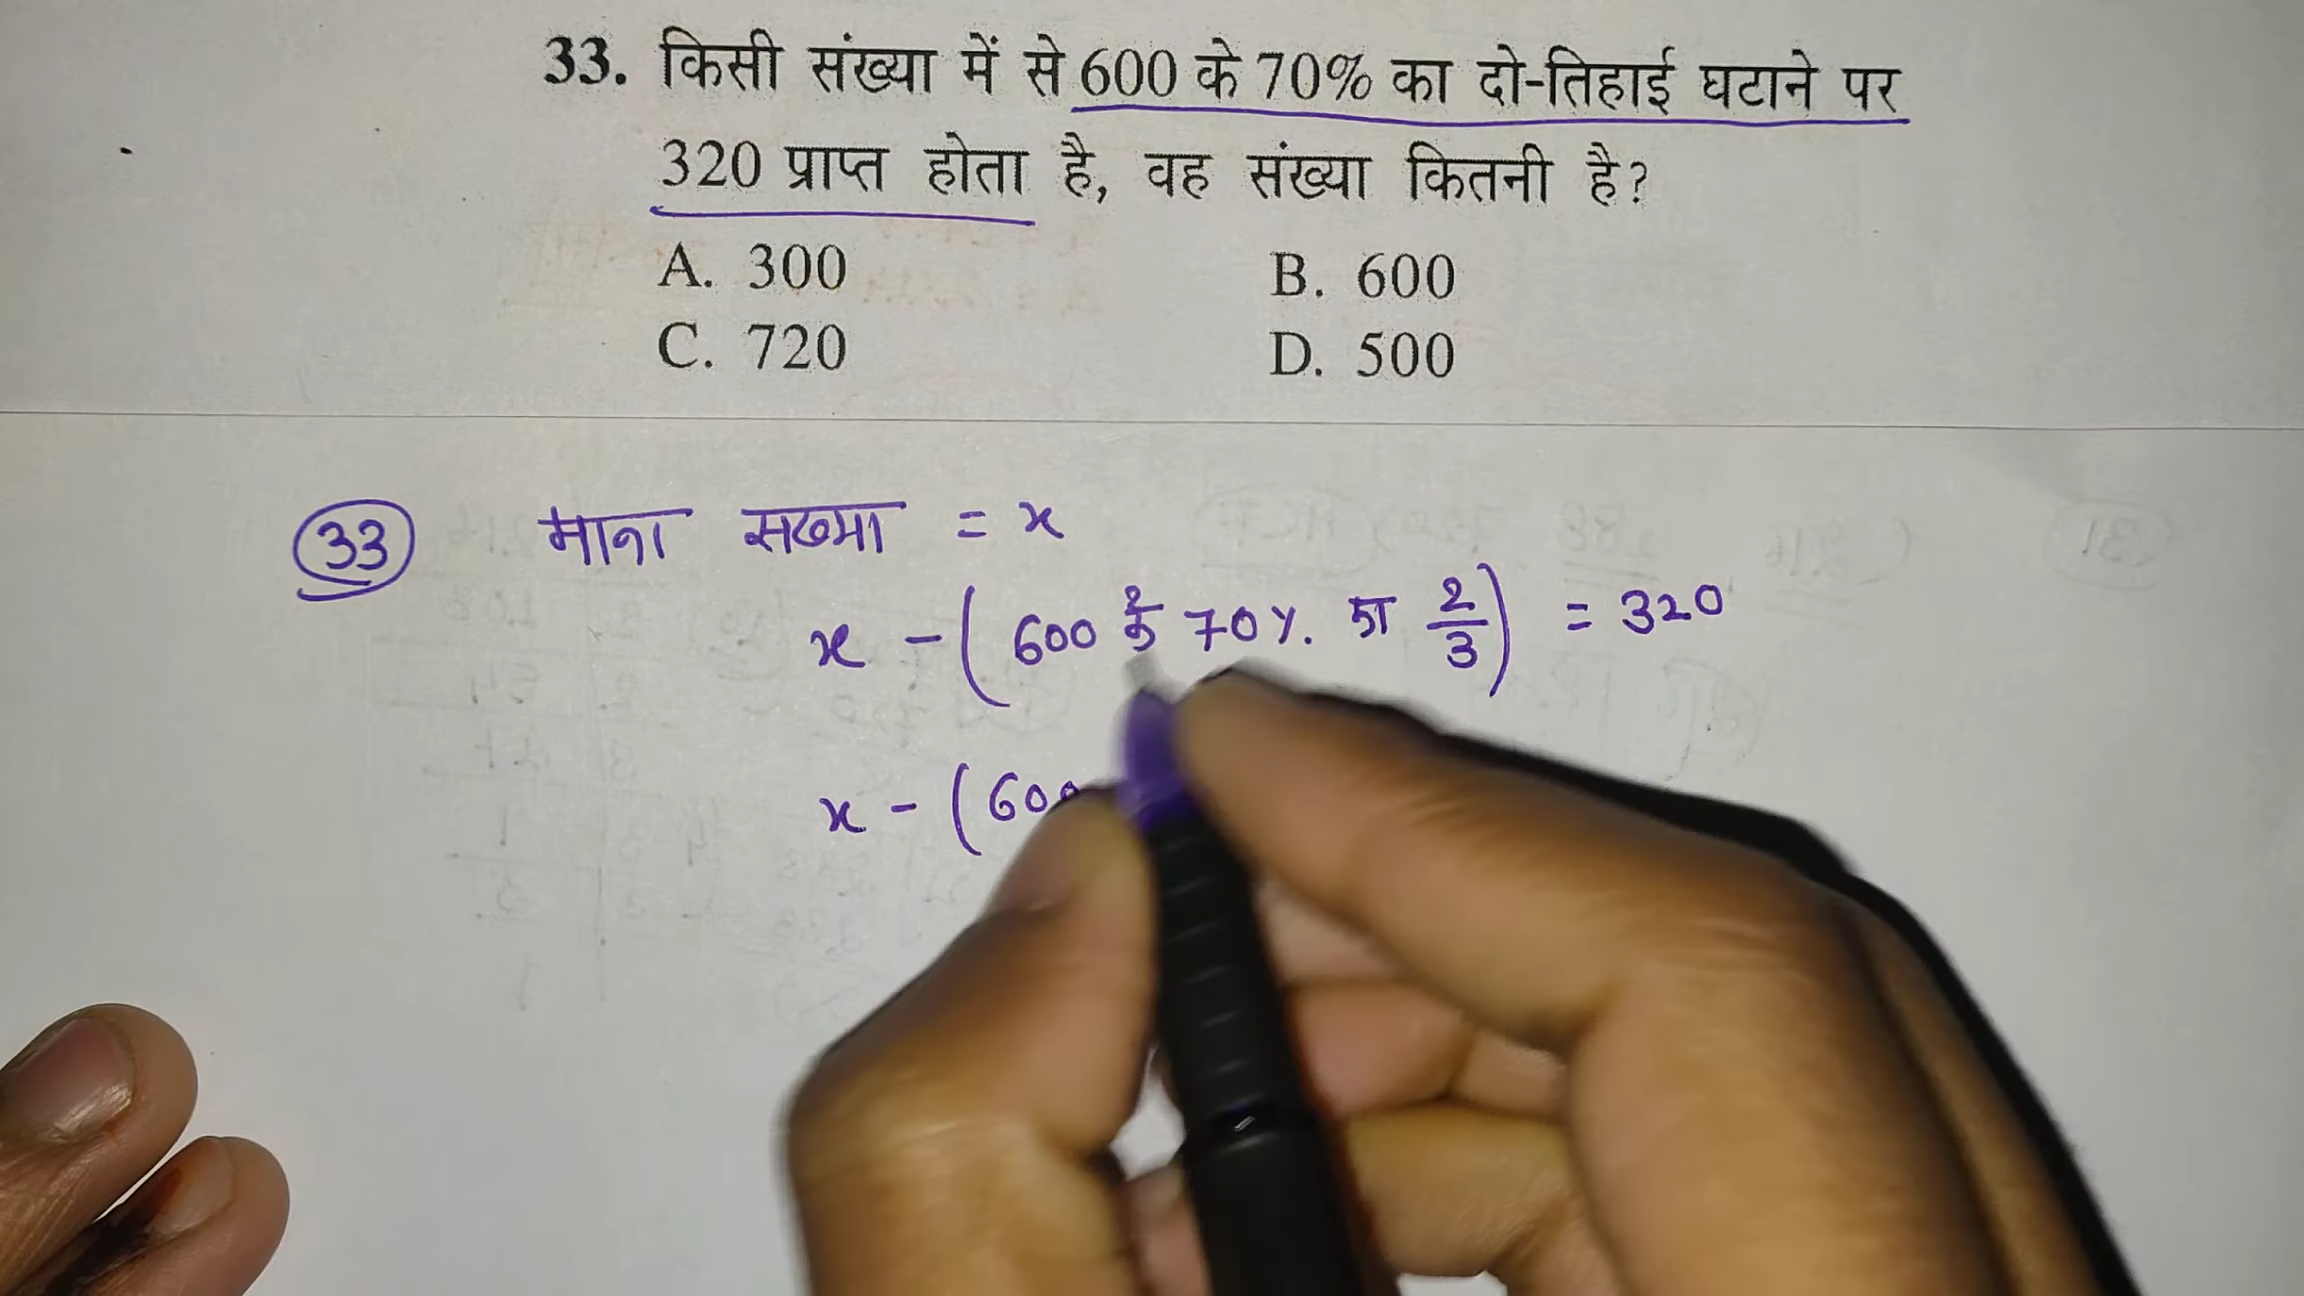 33. किसी संख्या में से 600 के 70% का दो-तिहाई घटाने पर
320 प्राप्त होता है, वह संख्या कितनी है?
A. 300 B. 600
C. 720 D. 500
33 माना सख्या = x
x - ( 600 के 70% का 2/3 ) = 320
x - ( 600